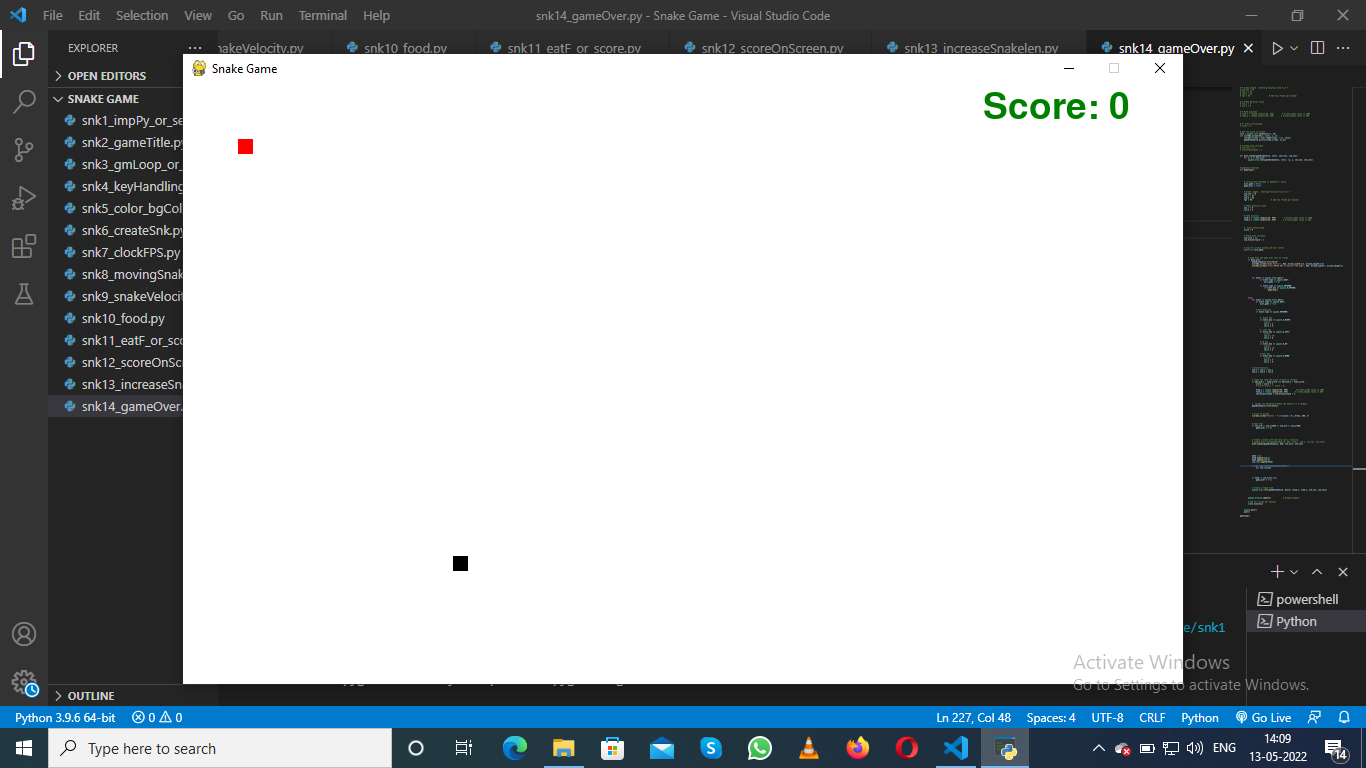 File Edit Selection View Go Run Terminal Help
snk14_gameOver.py - Snake Game - Visual Studio Code
EXPLORER
snk10_food.py snk11_eatF_or_score.py snk12_scoreOnScreen.py snk13_increaseSnakelen.py snk14_gameOver.py
OPEN EDITORS
SNAKE GAME
snk1_impPy_or_se
snk2_gameTitle.py
snk3_gmLoop_or_
snk4_keyHandling
snk5_color_bgCol
snk6_createSnk.py
snk7_clockFPS.py
snk8_movingSnak
snk9_snakeVelocit
snk10_food.py
snk11_eatF_or_sco
snk12_scoreOnScr
snk13_increaseSna
snk14_gameOver.
OUTLINE
Snake Game
Score: 0
powershell
Python
e/snk1
Activate Windows
Go to Settings to activate Windows.
Python 3.9.6 64-bit 0 0
Ln 227, Col 48 Spaces: 4 UTF-8 CRLF Python Go Live
Type here to search
ENG
14:09
13-05-2022
14